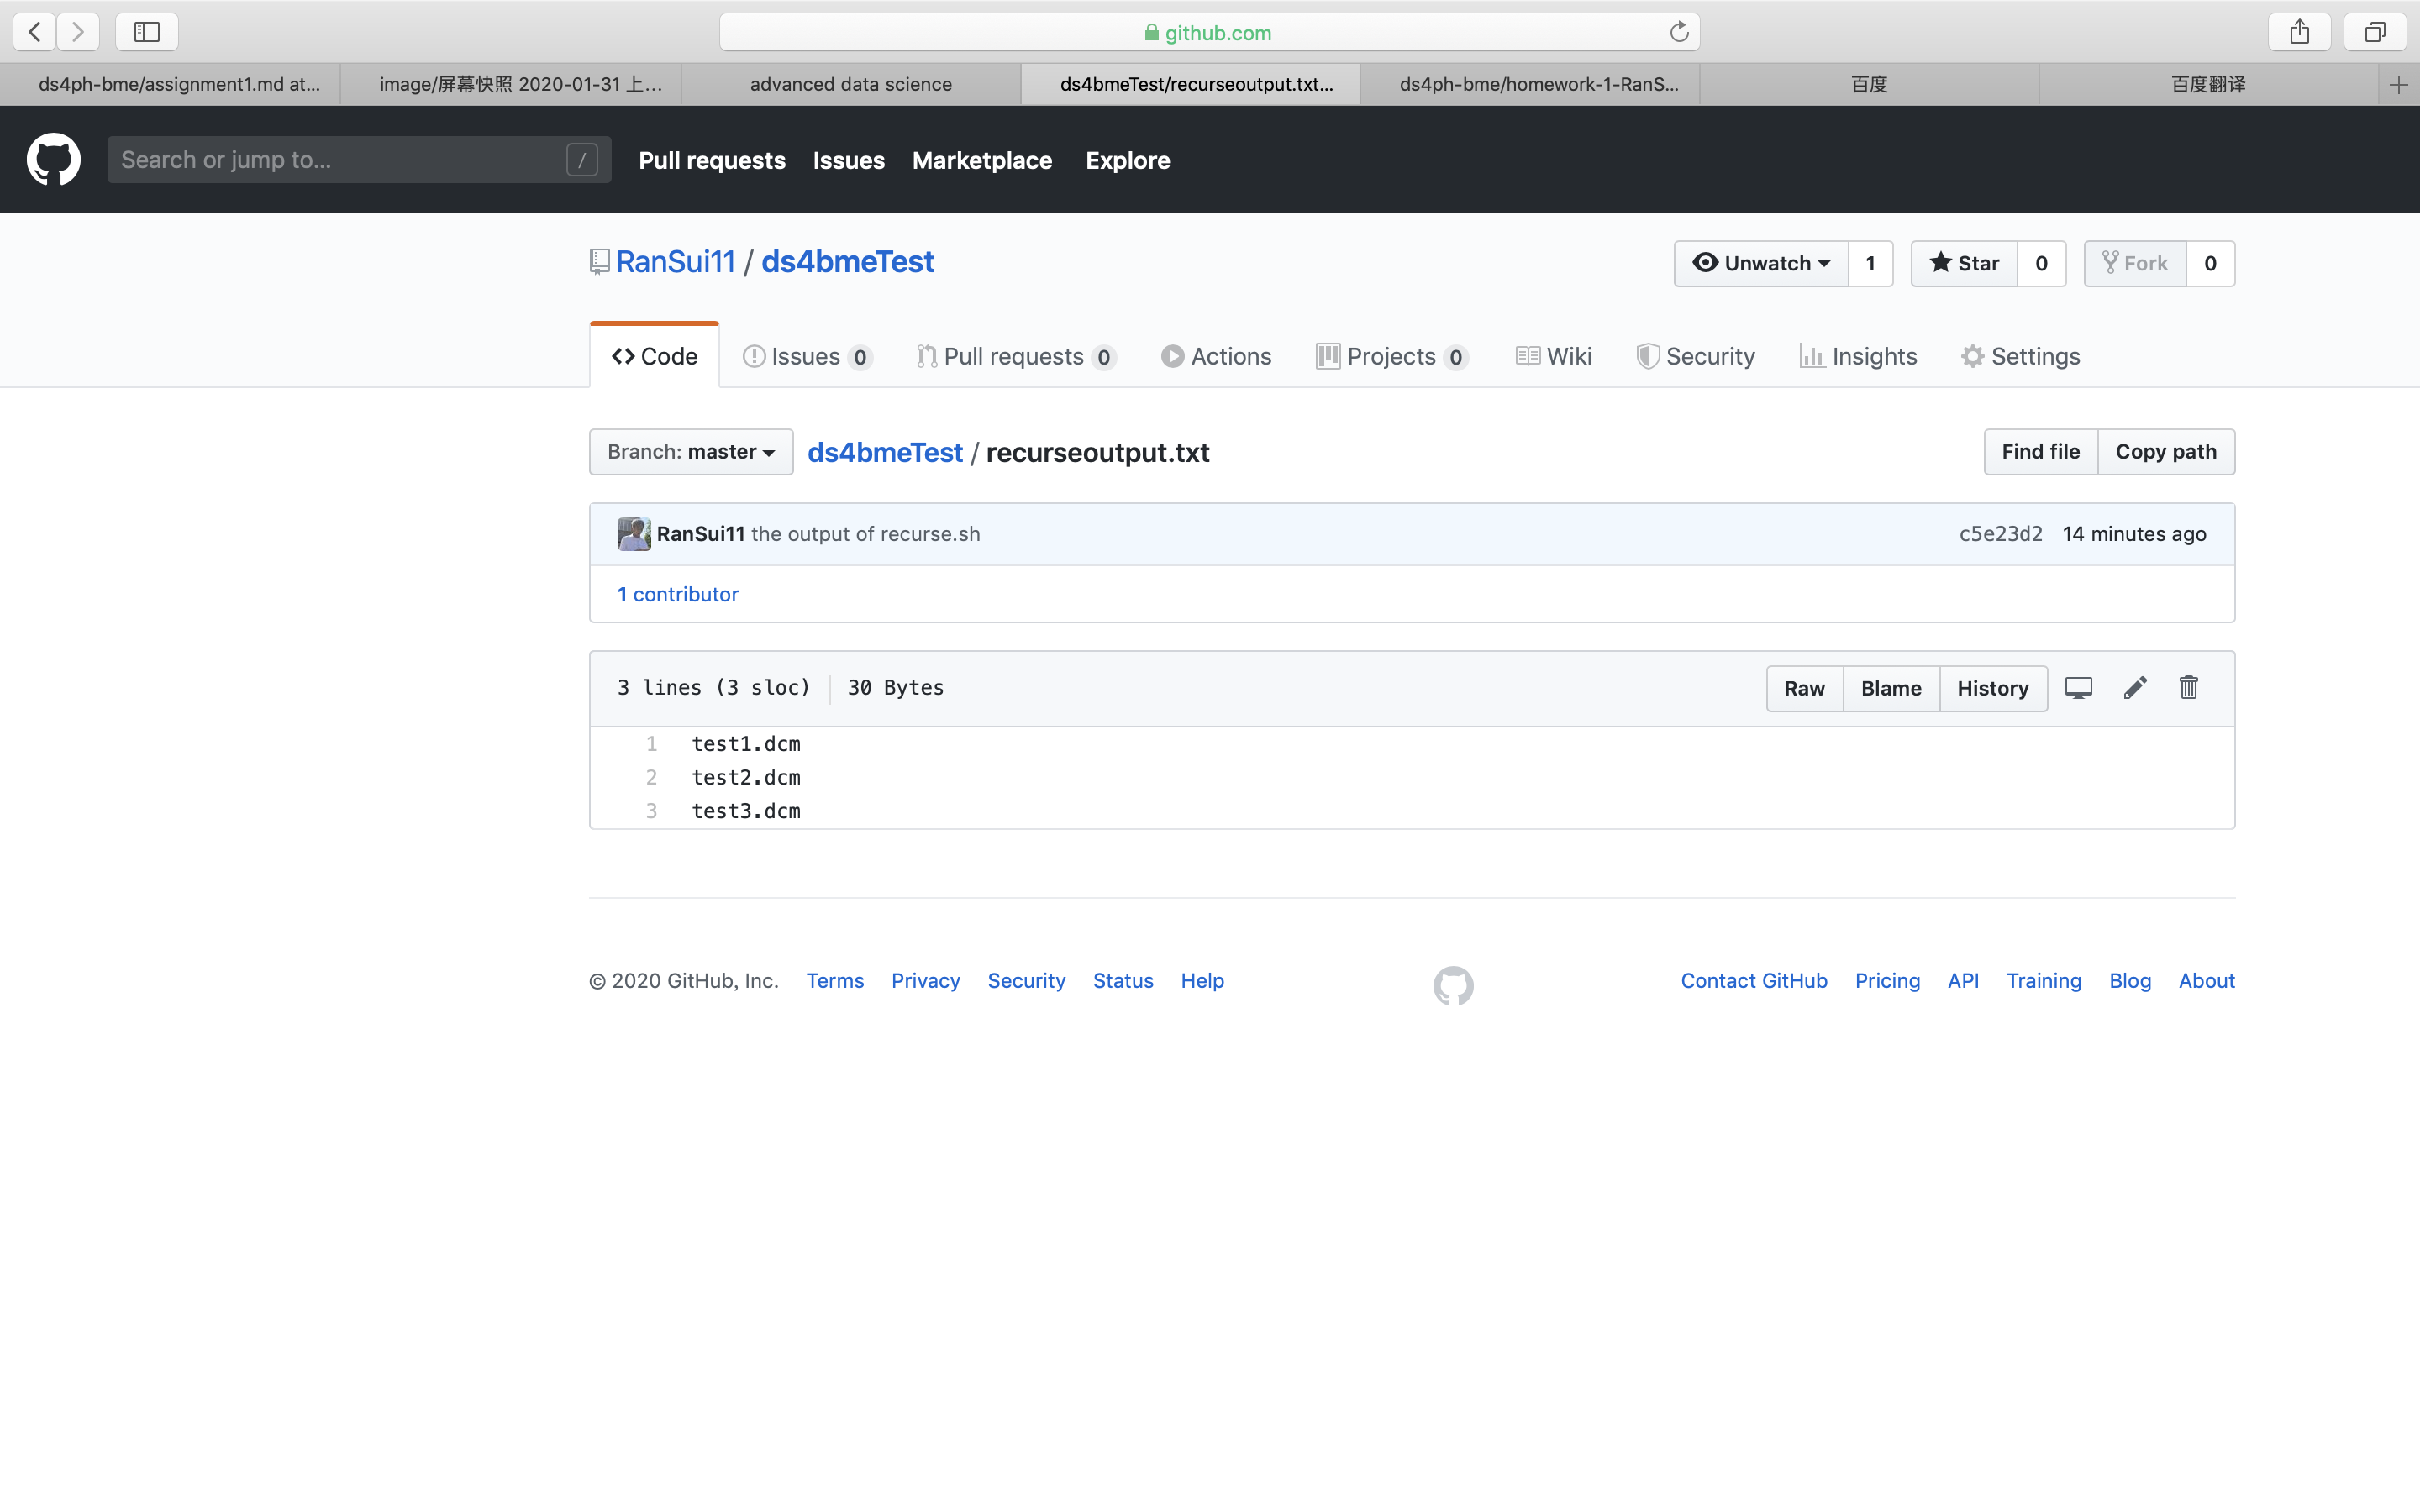 github.com
ds4ph-bme/assignment1.md at...
image/屏幕快照 2020-01-31 上...
advanced data science
ds4bmeTest/recurseoutput.txt...
ds4ph-bme/homework-1-RanS...
百度
百度翻译
Search or jump to... /
Pull requests Issues Marketplace Explore
RanSui11 / ds4bmeTest
Unwatch 1 Star 0 Fork 0
Code Issues 0 Pull requests 0 Actions Projects 0 Wiki Security Insights Settings
Branch: master ds4bmeTest / recurseoutput.txt Find file Copy path
RanSui11 the output of recurse.sh c5e23d2 14 minutes ago
1 contributor
3 lines (3 sloc) 30 Bytes Raw Blame History
1 test1.dcm
2 test2.dcm
3 test3.dcm
© 2020 GitHub, Inc. Terms Privacy Security Status Help Contact GitHub Pricing API Training Blog About